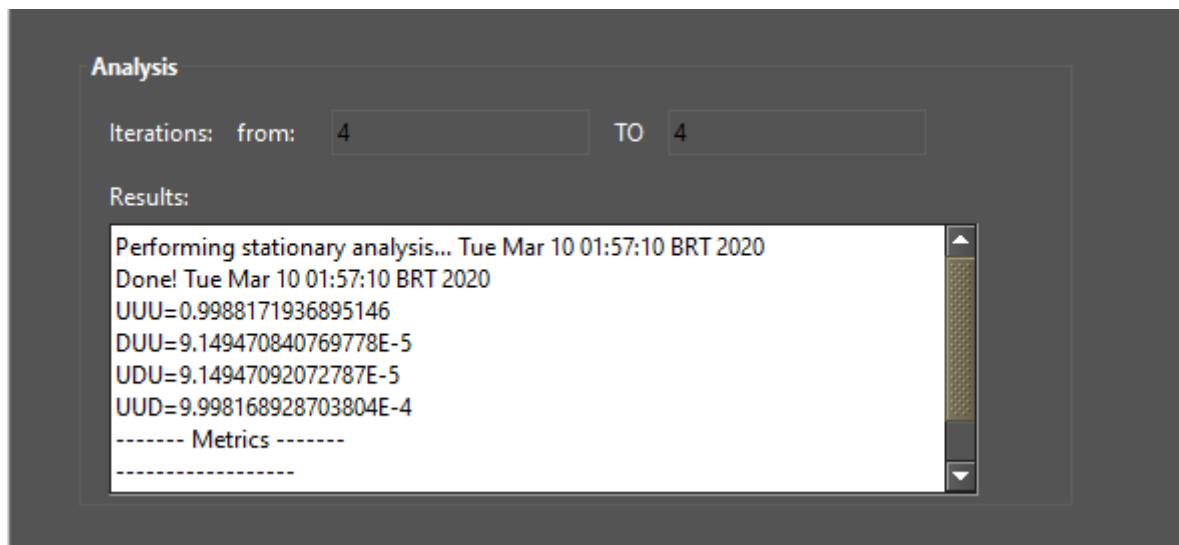 Analysis
Iterations: from: 4 TO 4
Results:
Performing stationary analysis... Tue Mar 10 01:57:10 BRT 2020
Done! Tue Mar 10 01:57:10 BRT 2020
UUU=0.9988171936895146
DUU=9.149470840769778E-5
UDU=9.14947092072787E-5
UUD=9.998168928703804E-4
------- Metrics -------
------------------